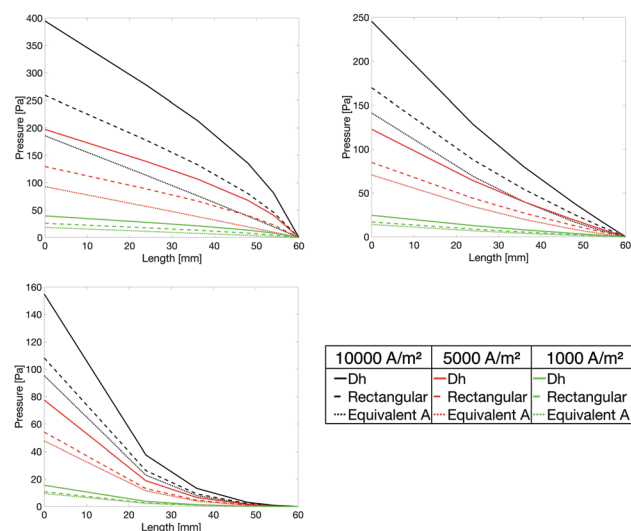 400
350
300
250
200
150
100
50
0
Pressure [Pa]
0 10 20 30 40 50 60
Length [mm]
250
200
150
100
50
0
Pressure [Pa]
0 10 20 30 40 50 60
Length [mm]
160
140
120
100
80
60
40
20
0
Pressure [Pa]
0 10 20 30 40 50 60
Length [mm]
10000 A/m² 5000 A/m² 1000 A/m²
Dh Dh Dh
Rectangular Rectangular Rectangular
Equivalent A Equivalent A Equivalent A